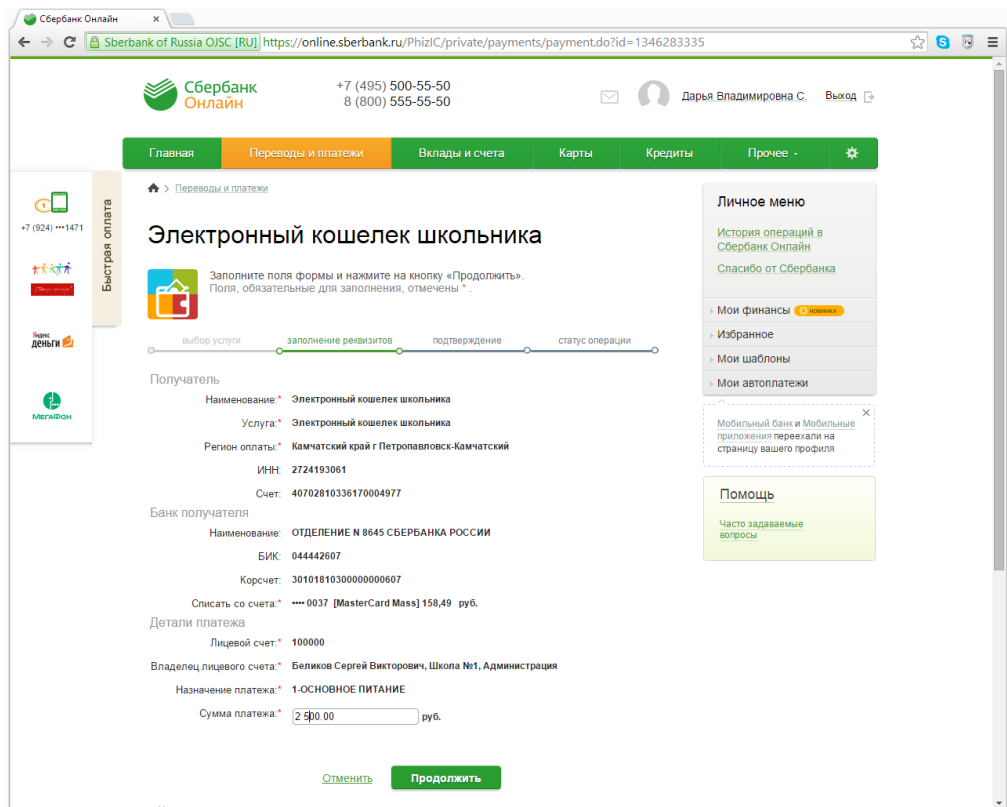 Сбербанк Онлайн
Sberbank of Russia OJSC [RU] https://online.sberbank.ru/PhizIC/private/payments/payment.do?id=1346283335
Сбербанк
Онлайн
+7 (495) 500-55-50
8 (800) 555-55-50
Дарья Владимировна С. Выход
Главная Переводы и платежи Вклады и счета Карты Кредиты Прочее
Быстрая оплата
+7 (924) •••1471
Яндекс
деньги
МегаФон
> Переводы и платежи
Электронный кошелек школьника
Заполните поля формы и нажмите на кнопку «Продолжить».
Поля, обязательные для заполнения, отмечены * .
выбор услуги заполнение реквизитов подтверждение статус операции
Получатель
Наименование:* Электронный кошелек школьника
Услуга:* Электронный кошелек школьника
Регион оплаты:* Камчатский край г Петропавловск-Камчатский
ИНН: 2724193061
Счет: 40702810336170004977
Банк получателя
Наименование: ОТДЕЛЕНИЕ N 8645 СБЕРБАНКА РОССИИ
БИК: 044442607
Корсчет: 30101810300000000607
Списать со счета:* •••• 0037 [MasterCard Mass] 158,49 руб.
Детали платежа
Лицевой счет:* 100000
Владелец лицевого счета:* Беликов Сергей Викторович, Школа №1, Администрация
Назначение платежа:* 1-ОСНОВНОЕ ПИТАНИЕ
Сумма платежа:* 2 500.00 руб.
Отменить Продолжить
Личное меню
История операций в
Сбербанк Онлайн
Спасибо от Сбербанка
Мои финансы НОВИНКА
Избранное
Мои шаблоны
Мои автоплатежи
Мобильный банк и Мобильные
приложения переехали на
страницу вашего профиля
Помощь
Часто задаваемые
вопросы